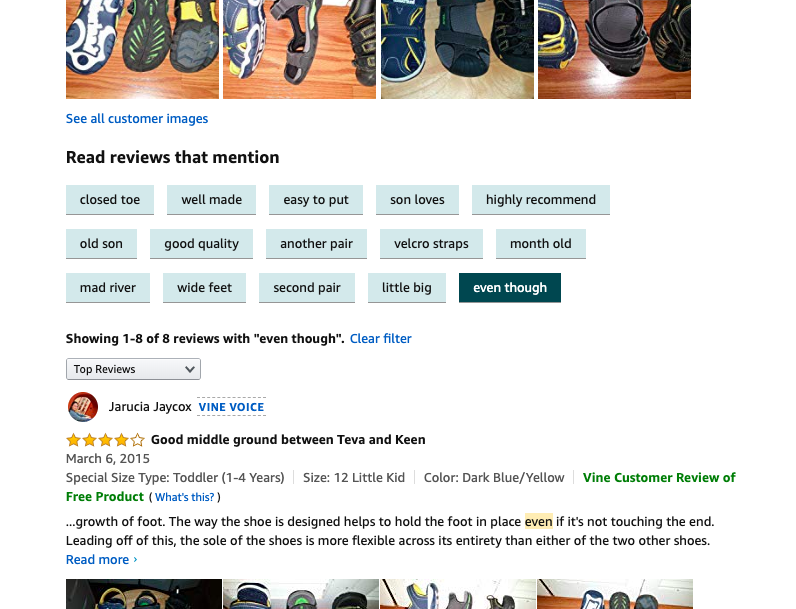 See all customer images
Read reviews that mention
closed toe well made easy to put son loves highly recommend
old son good quality another pair velcro straps month old
mad river wide feet second pair little big even though
Showing 1-8 of 8 reviews with "even though". Clear filter
Top Reviews
Jarucia Jaycox VINE VOICE
Good middle ground between Teva and Keen
March 6, 2015
Special Size Type: Toddler (1-4 Years) | Size: 12 Little Kid | Color: Dark Blue/Yellow | Vine Customer Review of
Free Product ( What's this? )
...growth of foot. The way the shoe is designed helps to hold the foot in place even if it's not touching the end.
Leading off of this, the sole of the shoes is more flexible across its entirety than either of the two other shoes.
Read more ›